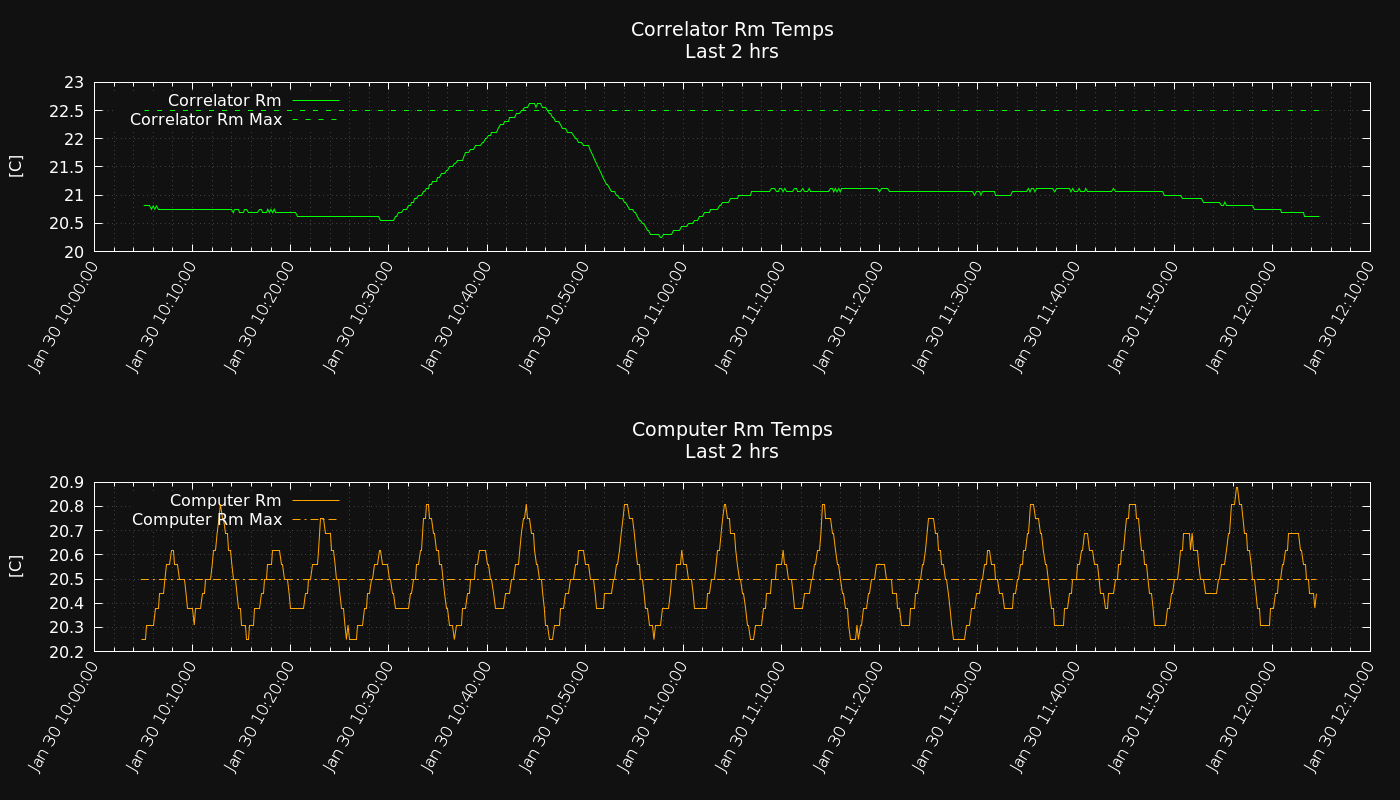 Correlator Rm Temps
Last 2 hrs
[C]
23
22.5
22
21.5
21
20.5
20
Correlator Rm
Correlator Rm Max
Jan 30 10:00:00
Jan 30 10:10:00
Jan 30 10:20:00
Jan 30 10:30:00
Jan 30 10:40:00
Jan 30 10:50:00
Jan 30 11:00:00
Jan 30 11:10:00
Jan 30 11:20:00
Jan 30 11:30:00
Jan 30 11:40:00
Jan 30 11:50:00
Jan 30 12:00:00
Jan 30 12:10:00
Computer Rm Temps
Last 2 hrs
[C]
20.9
20.8
20.7
20.6
20.5
20.4
20.3
20.2
Computer Rm
Computer Rm Max
Jan 30 10:00:00
Jan 30 10:10:00
Jan 30 10:20:00
Jan 30 10:30:00
Jan 30 10:40:00
Jan 30 10:50:00
Jan 30 11:00:00
Jan 30 11:10:00
Jan 30 11:20:00
Jan 30 11:30:00
Jan 30 11:40:00
Jan 30 11:50:00
Jan 30 12:00:00
Jan 30 12:10:00